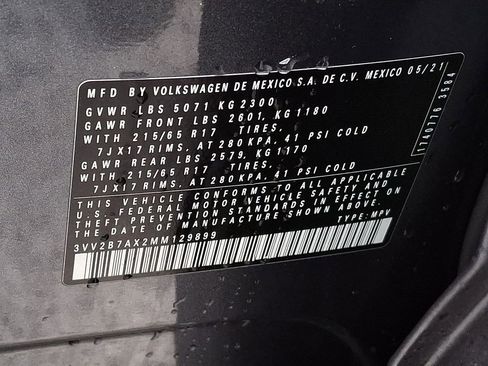 MFD BY VOLKSWAGEN DE MEXICO S.A. DE C.V. MEXICO 05/21
GVWR LBS 5071 KG 2300
GAWR FRONT LBS 2601, KG 1180
WITH 215/65 R17 TIRES.
7JX17 RIMS, AT 280 KPA, 41 PSI COLD
GAWR REAR LBS 2579, KG 1170
WITH 215/65 R17 TIRES.
7JX17 RIMS, AT 280 KPA, 41 PSI COLD
THIS VEHICLE CONFORMS TO ALL APPLICABLE
U.S. FEDERAL MOTOR VEHICLE SAFETY AND
THEFT PREVENTION STANDARDS IN EFFECT ON
THE DATE OF MANUFACTURE SHOWN ABOVE.
3VV2B7AX2MM129899 TYPE: MPV
1740776 3584